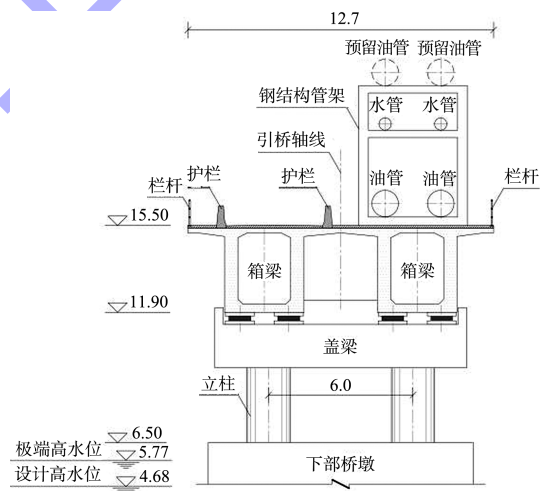 12.7
预留油管 预留油管
钢结构管架
水管 水管
引桥轴线
护栏 护栏 油管 油管 栏杆
栏杆
15.50
箱梁 箱梁
11.90
盖梁
立柱 6.0
6.50
极端高水位 5.77
下部桥墩
设计高水位 4.68